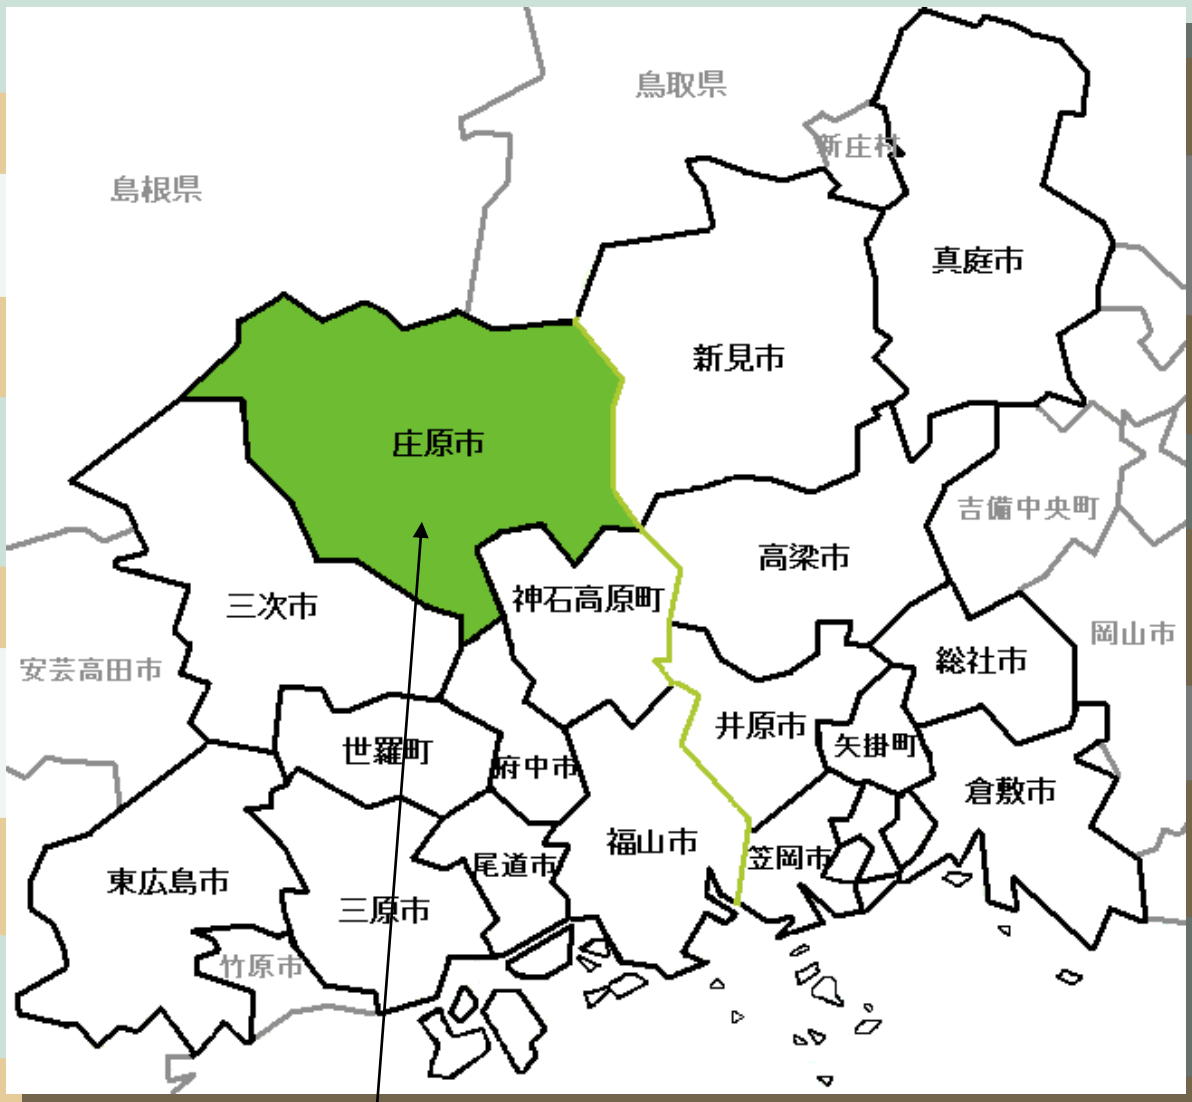 鳥取県
新庄村
島根県
真庭市
新見市
庄原市
吉備中央町
高梁市
神石高原町
三次市
岡山市
総社市
安芸高田市
井原市
矢掛町
世羅町
府中市
倉敷市
福山市
笠岡市
尾道市
東広島市
三原市
竹原市